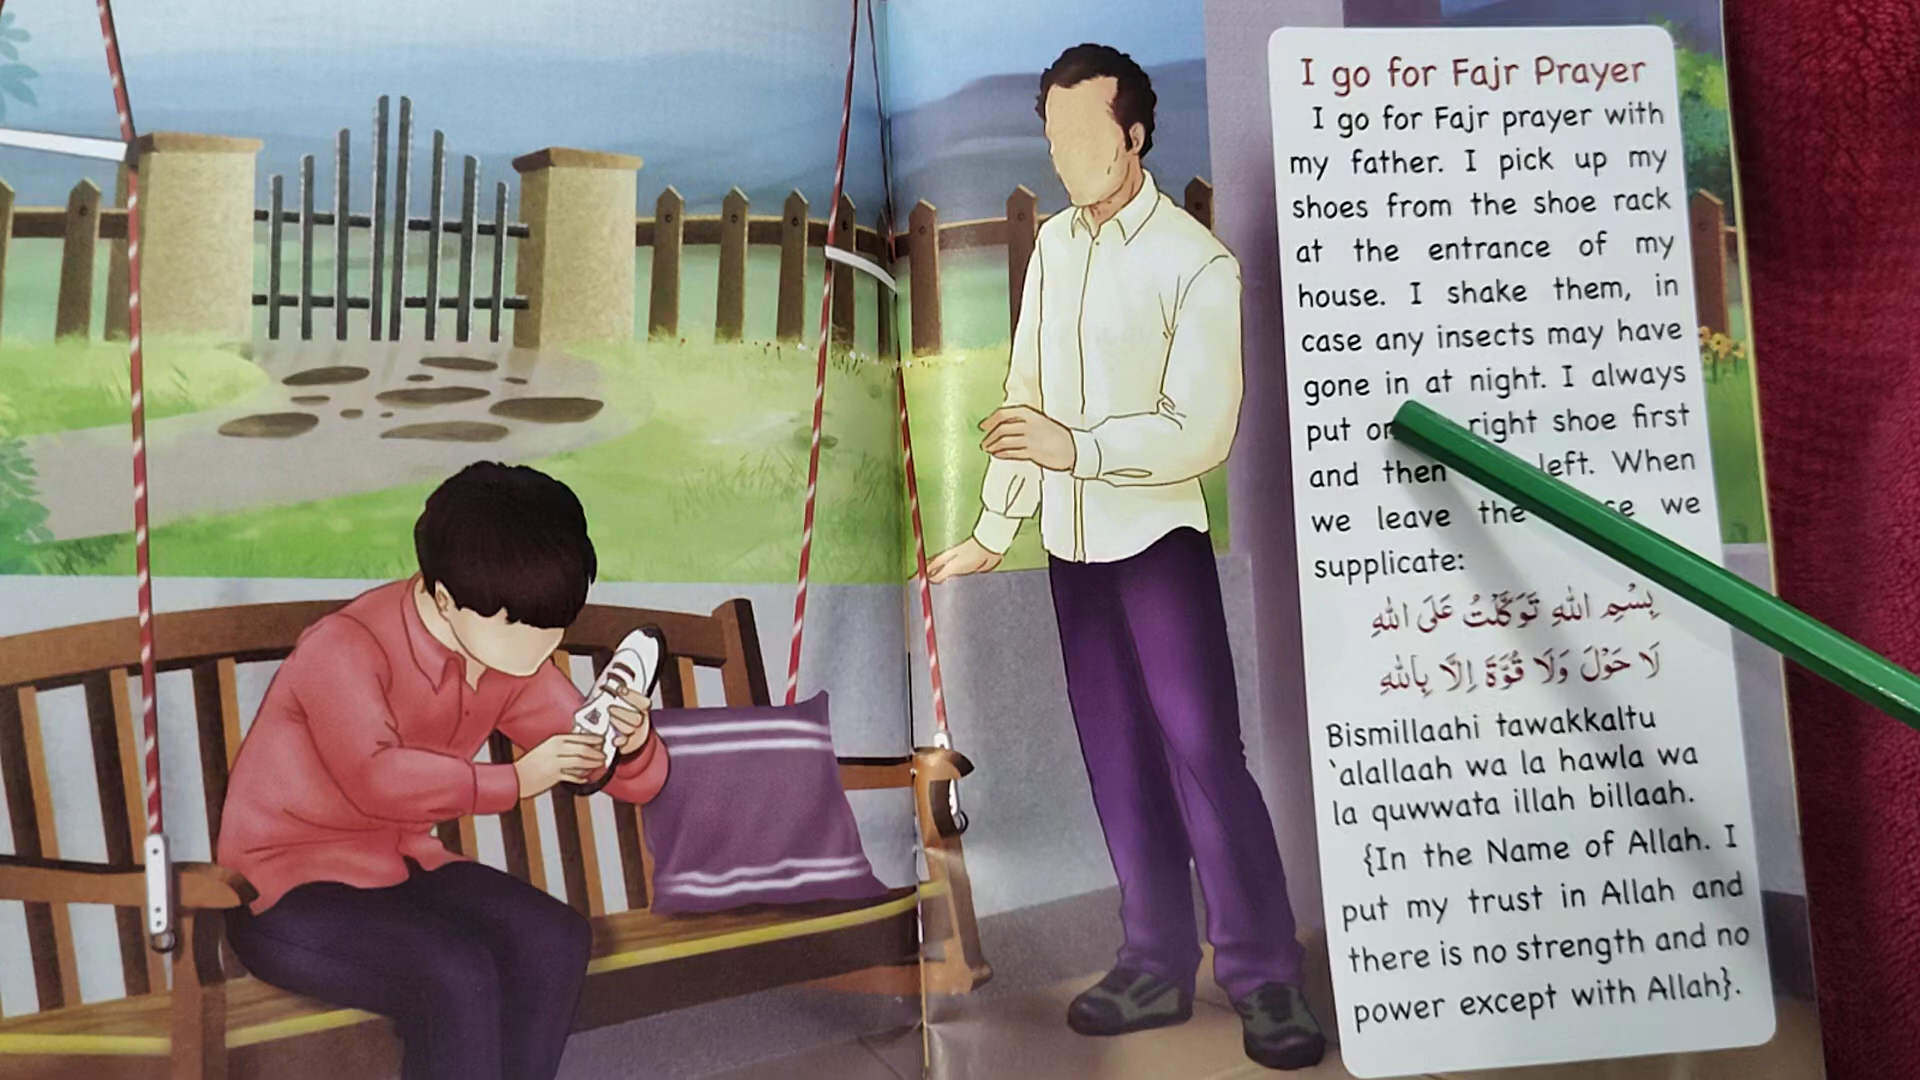 I go for Fajr Prayer
I go for Fajr prayer with
my father. I pick up my
shoes from the shoe rack
at the entrance of my
house. I shake them, in
case any insects may have
gone in at night. I always
put right shoe first
and then left. When
we leave the we
supplicate:
بِسْمِ اللهِ تَوَكَّلْتُ عَلَى اللهِ
لَا حَوْلَ وَلَا قُوَّةَ إِلَّا بِاللهِ
Bismillaahi tawakkaltu
`alallaah wa la hawla wa
la quwwata illah billaah.
{In the Name of Allah. I
put my trust in Allah and
there is no strength and no
power except with Allah}.